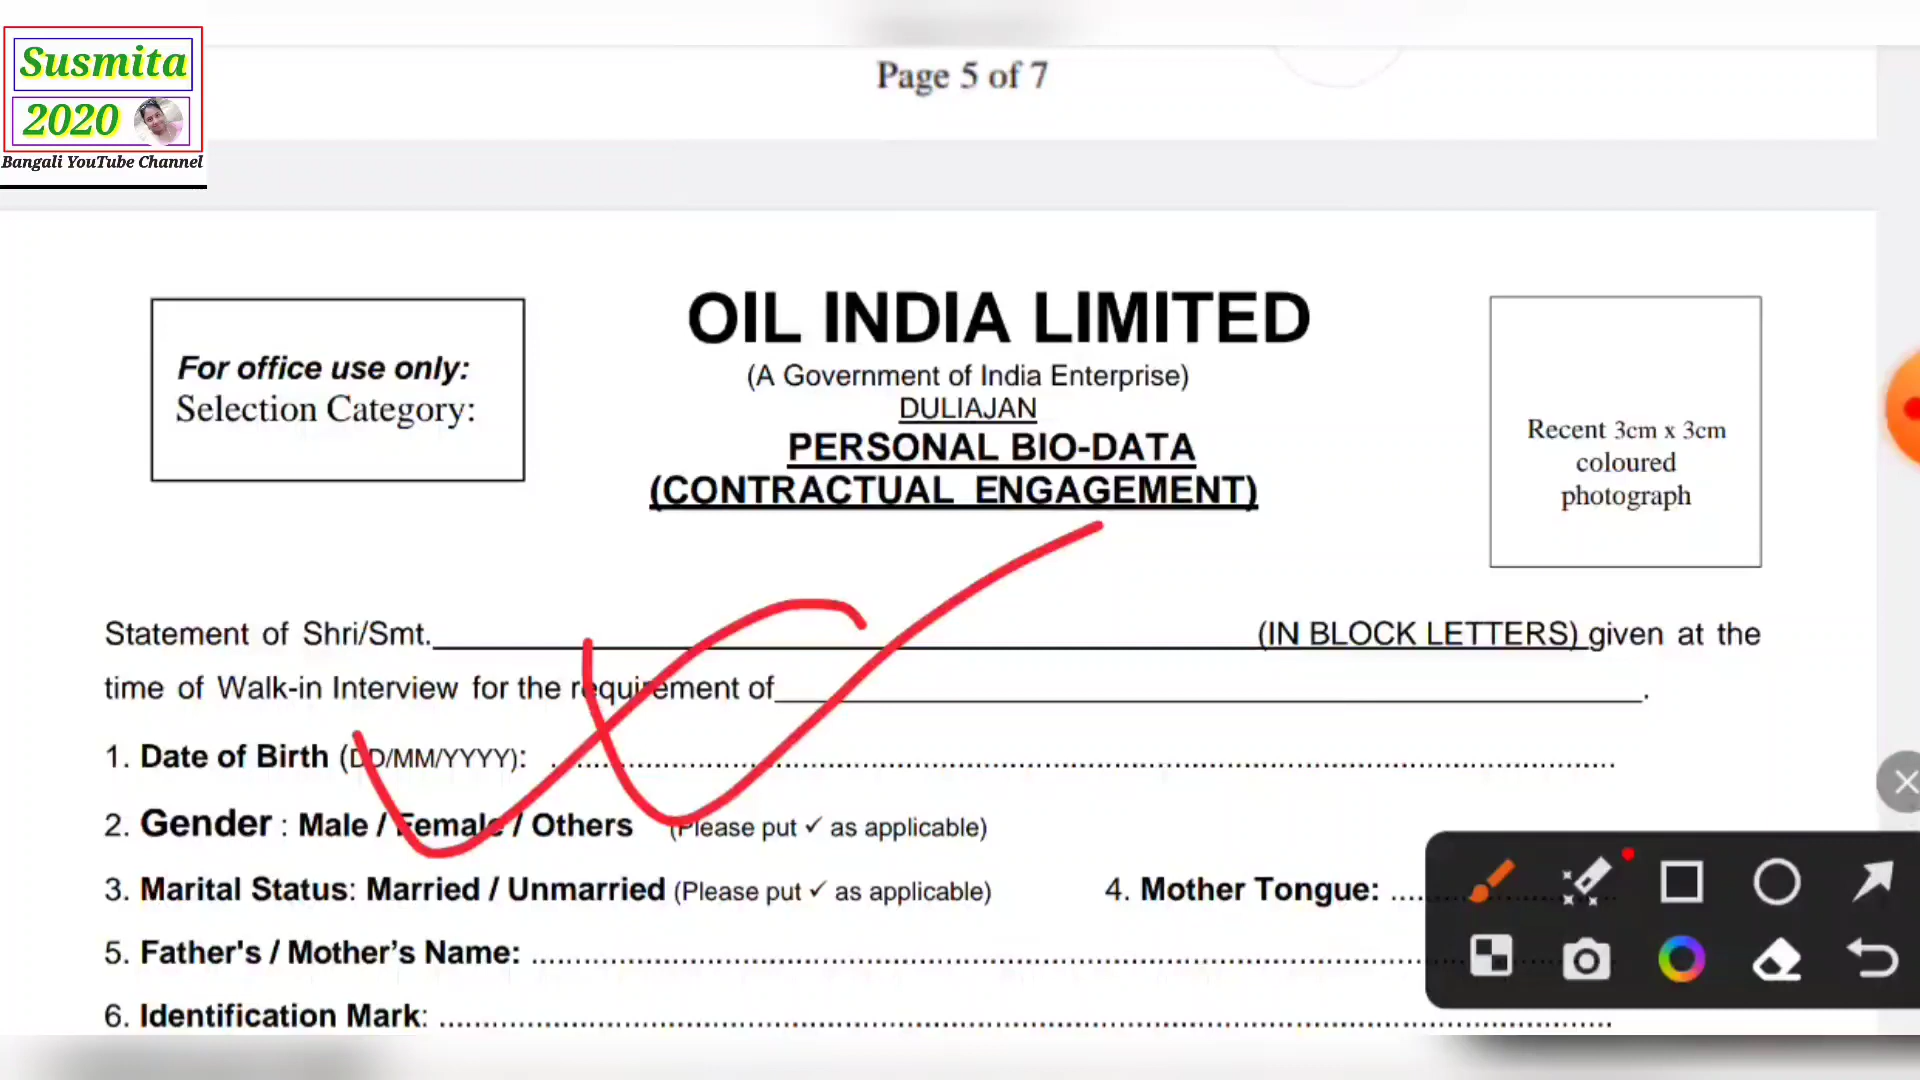 Susmita
2020
Bangali YouTube Channel
Page 5 of 7
For office use only:
Selection Category:
OIL INDIA LIMITED
(A Government of India Enterprise)
DULIAJAN
PERSONAL BIO-DATA
(CONTRACTUAL ENGAGEMENT)
Recent 3cm x 3cm
coloured
photograph
Statement of Shri/Smt.______________________________(IN BLOCK LETTERS) given at the
time of Walk-in Interview for the requirement of______________________________.
1. Date of Birth (DD/MM/YYYY): ..............................
2. Gender : Male / Female / Others (Please put ✓ as applicable)
3. Marital Status: Married / Unmarried (Please put ✓ as applicable) 4. Mother Tongue: ....
5. Father's / Mother’s Name: ..............................
6. Identification Mark: ..............................